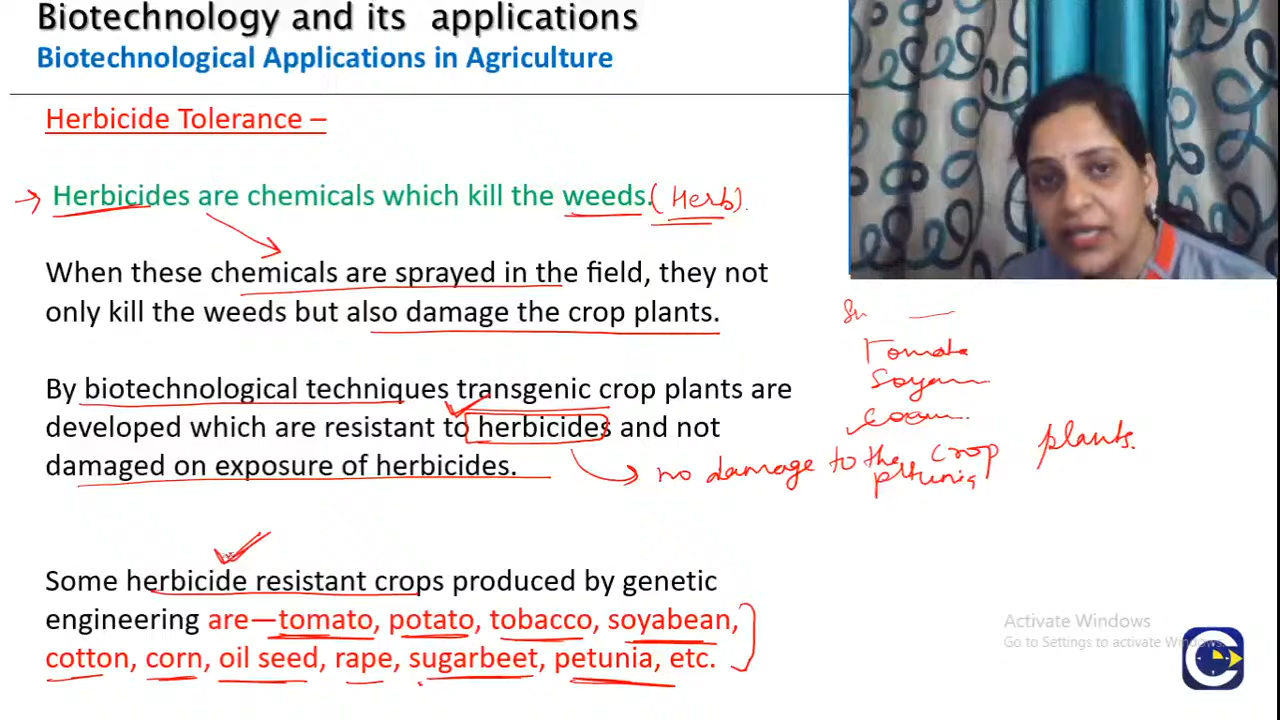 Biotechnology and its applications
Biotechnological Applications in Agriculture
Herbicide Tolerance –
Herbicides are chemicals which kill the weeds. (Herb)
When these chemicals are sprayed in the field, they not
only kill the weeds but also damage the crop plants.
Tomato
By biotechnological techniques transgenic crop plants are
developed which are resistant to herbicides and not
damaged on exposure of herbicides.
no damage to the crop plants.
petunia
Some herbicide resistant crops produced by genetic
engineering are—tomato, potato, tobacco, soyabean,
cotton, corn, oil seed, rape, sugarbeet, petunia, etc.
Activate Windows
Go to Settings to activate Windows.